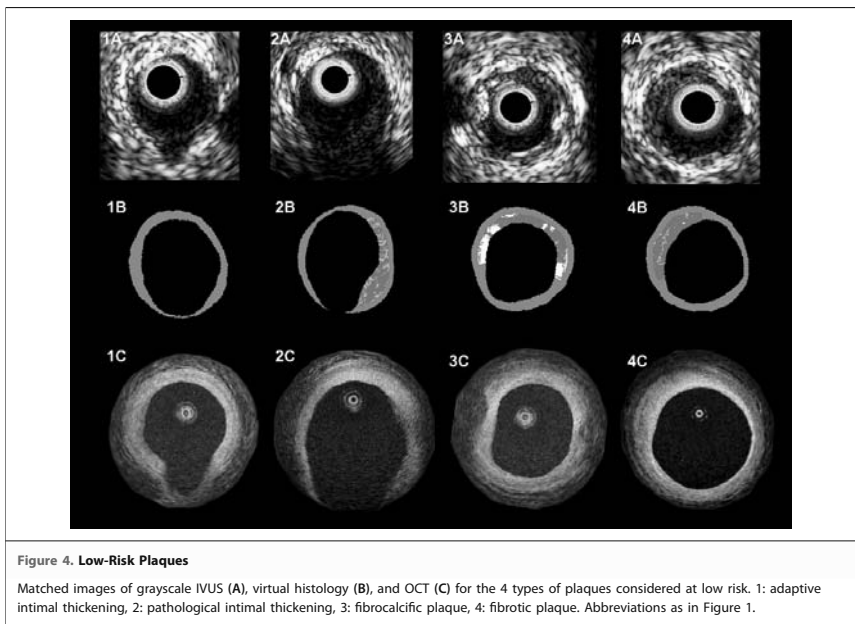 1A 2A 3A 4A
1B 2B 3B 4B
1C 2C 3C 4C
Figure 4. Low-Risk Plaques
Matched images of grayscale IVUS (A), virtual histology (B), and OCT (C) for the 4 types of plaques considered at low risk. 1: adaptive
intimal thickening, 2: pathological intimal thickening, 3: fibrocalcific plaque, 4: fibrotic plaque. Abbreviations as in Figure 1.